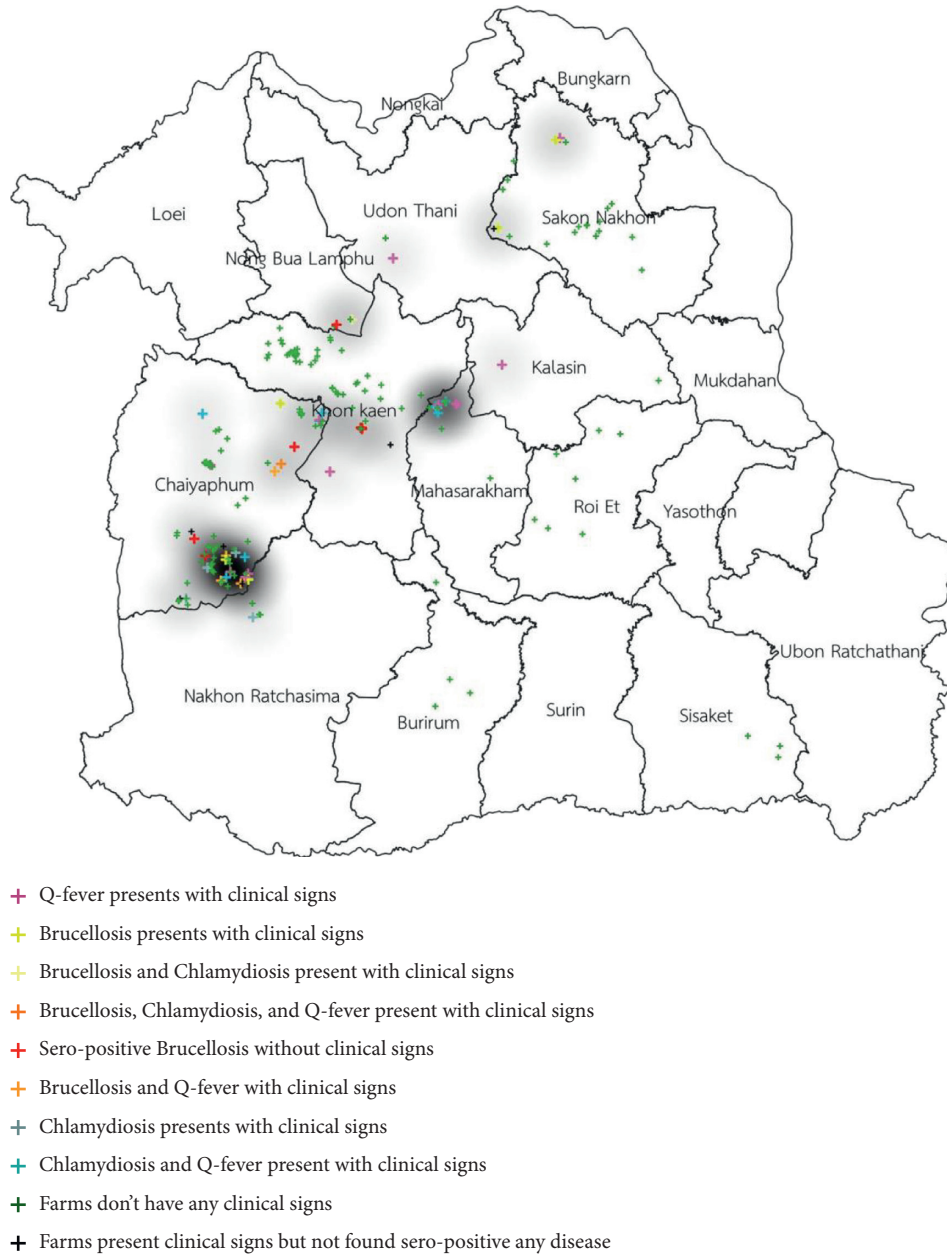 Bungkarn
Nongkai
Loei
Udon Thani
Sakon Nakhon
Nong Bua Lamphu
Kalasin
Mukdahan
Khon kaen
Chaiyaphum
Mahasarakham
Roi Et
Yasothon
Ubon Ratchathani
Nakhon Ratchasima
Burirum
Surin
Sisaket
Q-fever presents with clinical signs
Brucellosis presents with clinical signs
Brucellosis and Chlamydiosis present with clinical signs
Brucellosis, Chlamydiosis, and Q-fever present with clinical signs
Sero-positive Brucellosis without clinical signs
Brucellosis and Q-fever with clinical signs
Chlamydiosis presents with clinical signs
Chlamydiosis and Q-fever present with clinical signs
Farms don't have any clinical signs
Farms present clinical signs but not found sero-positive any disease